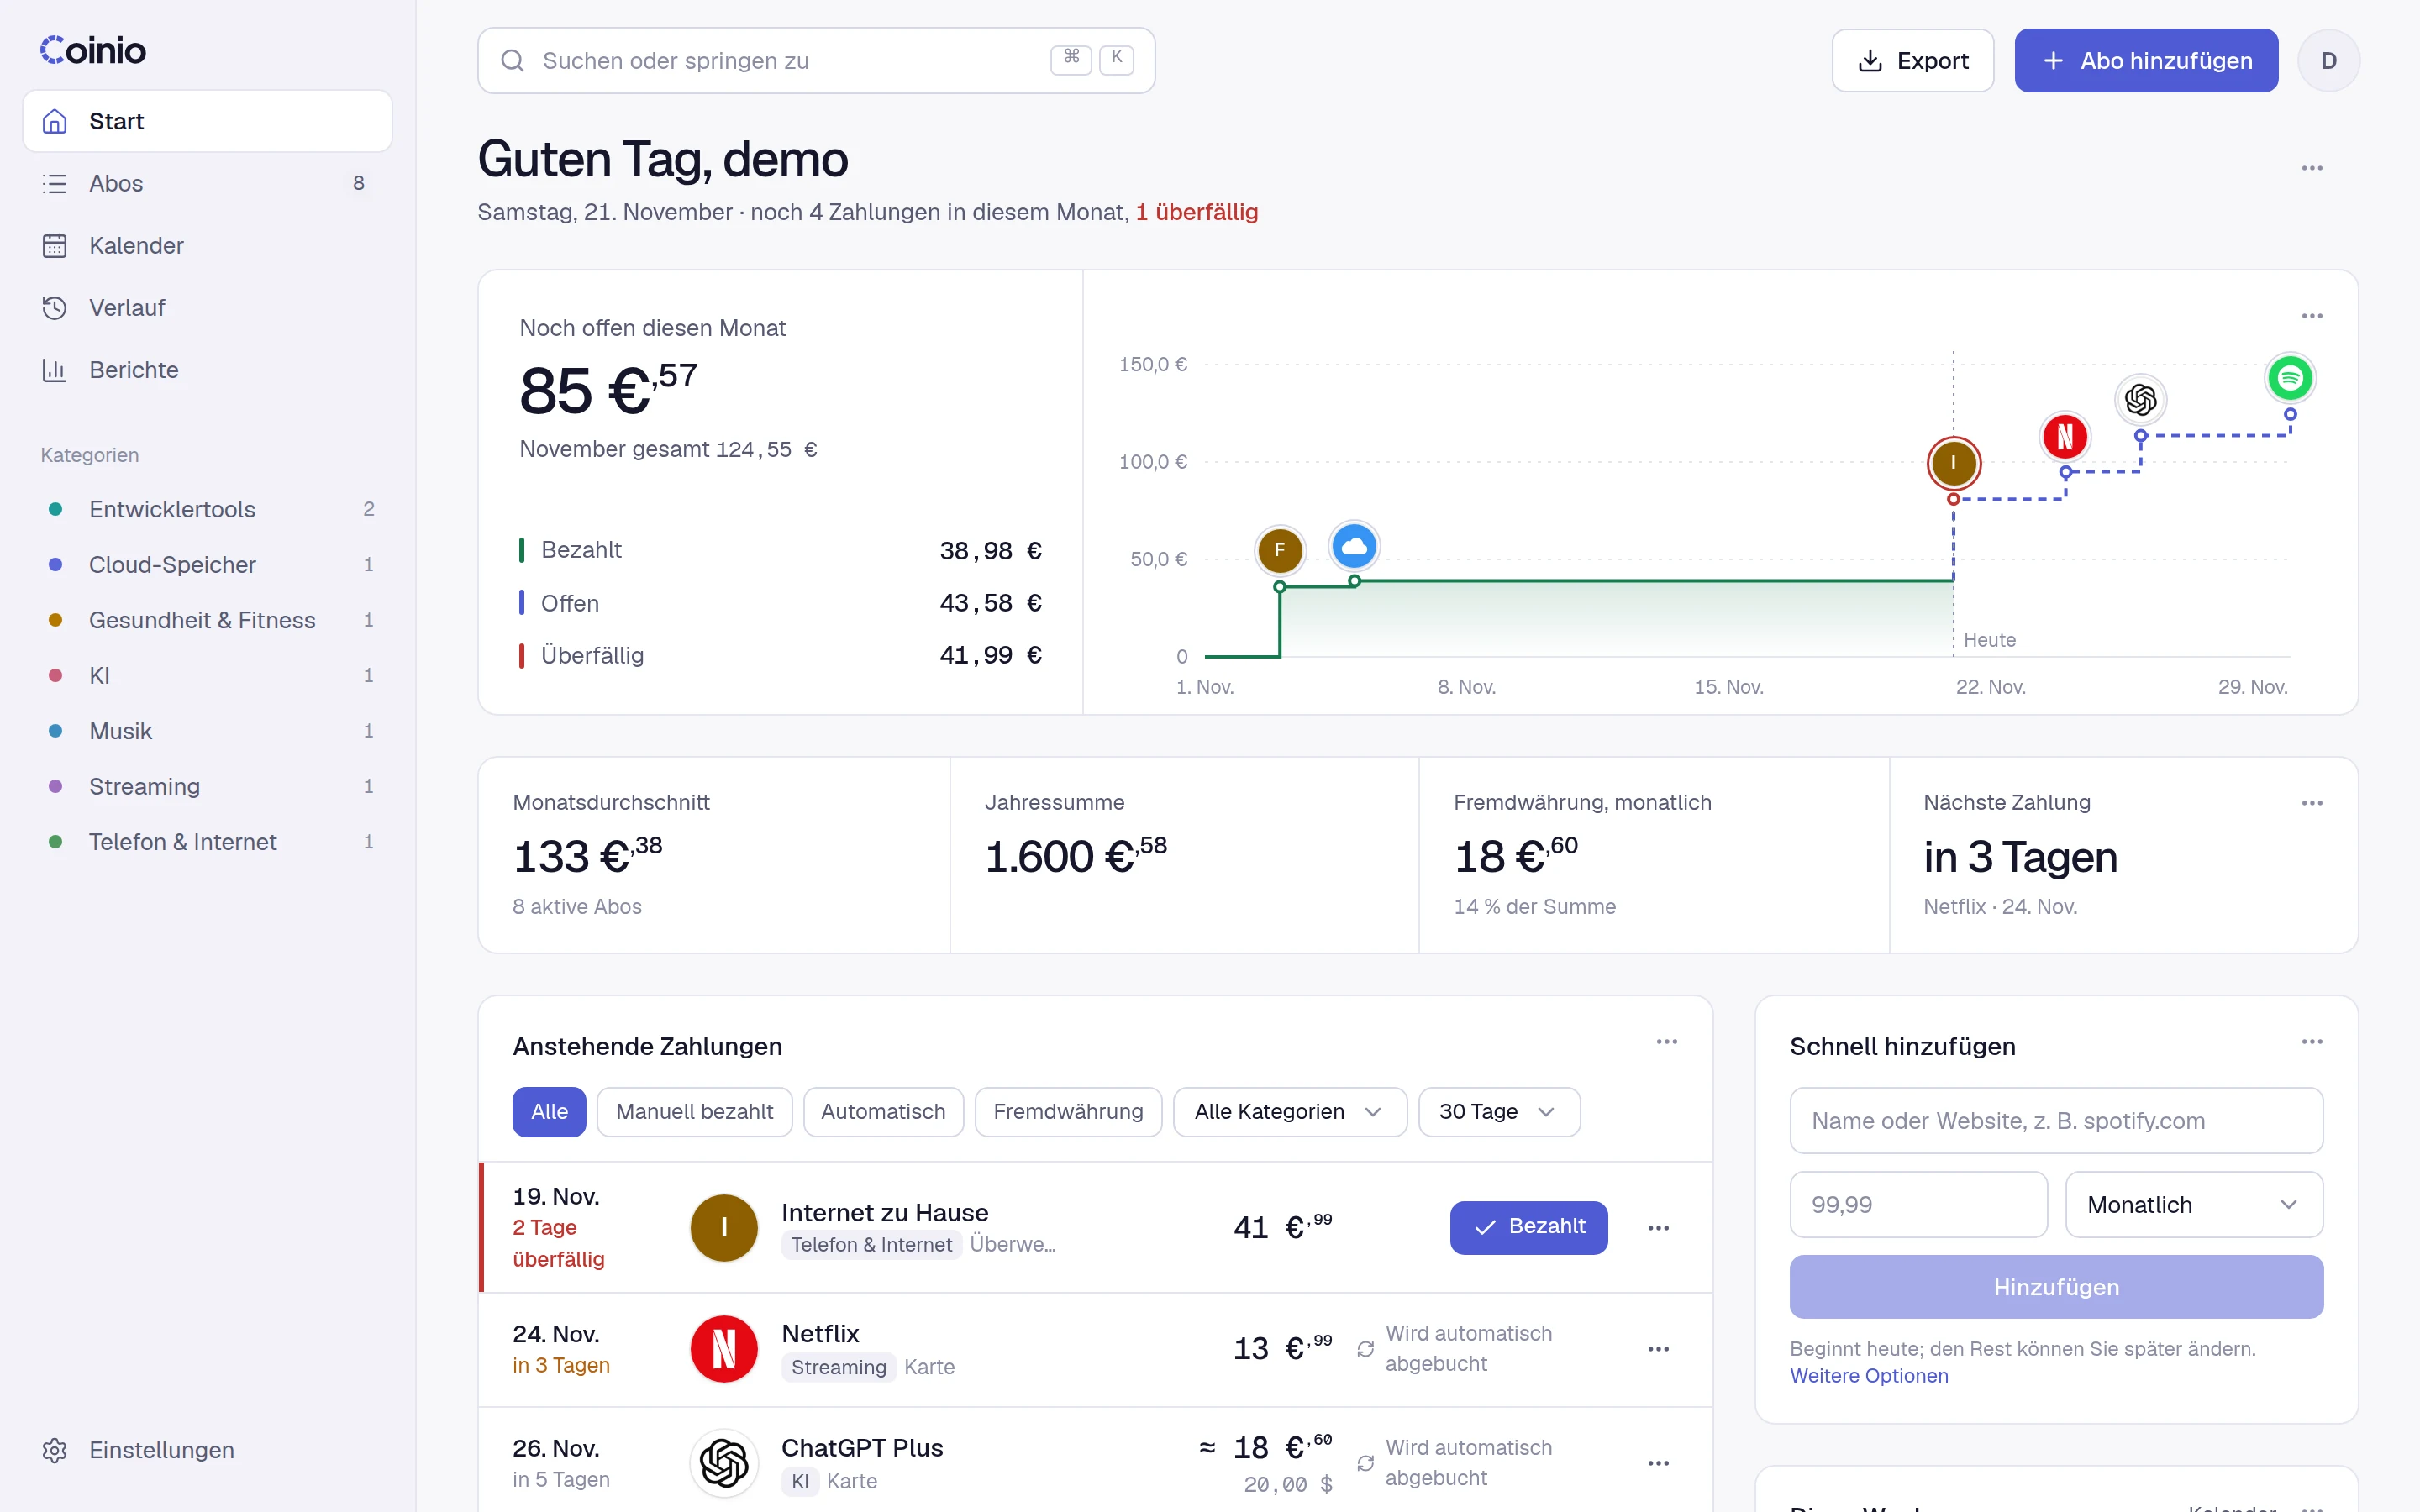 Coinio
Start
Abos 8
Kalender
Verlauf
Berichte
Kategorien
Entwicklertools 2
Cloud-Speicher 1
Gesundheit & Fitness 1
KI 1
Musik 1
Streaming 1
Telefon & Internet 1
Einstellungen
Suchen oder springen zu ⌘ K
Export
Abo hinzufügen
D
Guten Tag, demo
Samstag, 21. November · noch 4 Zahlungen in diesem Monat, 1 überfällig
Noch offen diesen Monat
85 €,57
November gesamt 124,55 €
Bezahlt 38,98 €
Offen 43,58 €
Überfällig 41,99 €
150,0 €
100,0 €
50,0 €
0
F
I
N
Heute
1. Nov. 8. Nov. 15. Nov. 22. Nov. 29. Nov.
Monatsdurchschnitt
133 €,38
8 aktive Abos
Jahressumme
1.600 €,58
Fremdwährung, monatlich
18 €,60
14 % der Summe
Nächste Zahlung
in 3 Tagen
Netflix · 24. Nov.
Anstehende Zahlungen
Alle Manuell bezahlt Automatisch Fremdwährung Alle Kategorien 30 Tage
19. Nov.
2 Tage
überfällig
I
Internet zu Hause
Telefon & Internet Überwe…
41 €,99
Bezahlt
24. Nov.
in 3 Tagen
N
Netflix
Streaming Karte
13 €,99
Wird automatisch
abgebucht
26. Nov.
in 5 Tagen
ChatGPT Plus
KI Karte
≈ 18 €,60
20,00 $
Wird automatisch
abgebucht
Schnell hinzufügen
Name oder Website, z. B. spotify.com
99,99
Monatlich
Hinzufügen
Beginnt heute; den Rest können Sie später ändern.
Weitere Optionen